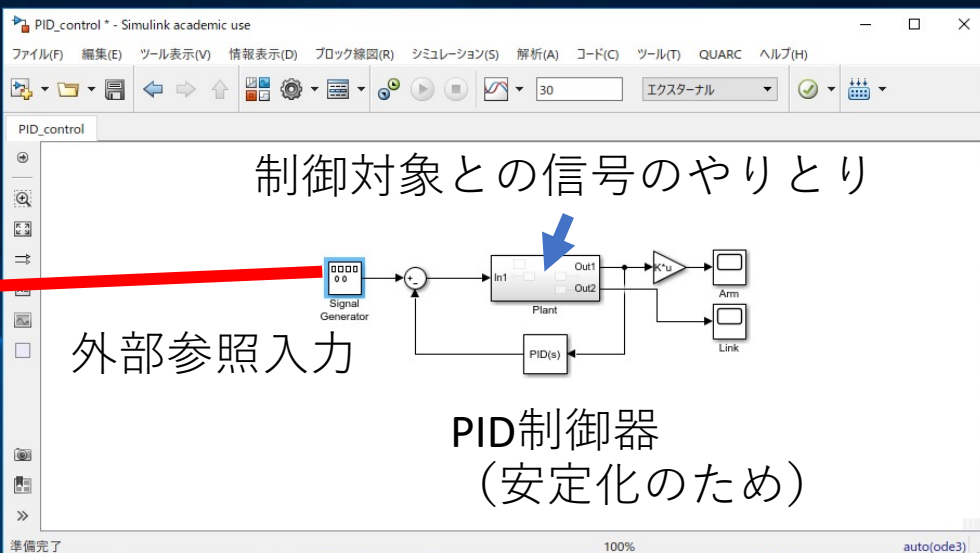 PID_control * - Simulink academic use
ファイル(F) 編集(E) ツール表示(V) 情報表示(D) ブロック線図(R) シミュレーション(S) 解析(A) コード(C) ツール(T) QUARC ヘルプ(H)
30 エクスターナル
PID_control
制御対象との信号のやりとり
In1
Out1
Out2
K*u
Arm
Signal
Generator
Plant
Link
外部参照入力
PID(s)
PID制御器
（安定化のため）
準備完了 100% auto(ode3)